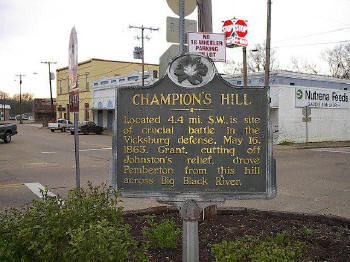 NO
18 WHEELER
PARKING
LOT
STOP
Nutrena Feeds
CHAMPION'S HILL
Located 4.4 mi. S.W., is site
of crucial battle in the
Vicksburg defense, May 16,
1863. Grant, cutting off
Johnston's relief, drove
Pemberton from this hill
across Big Black River.